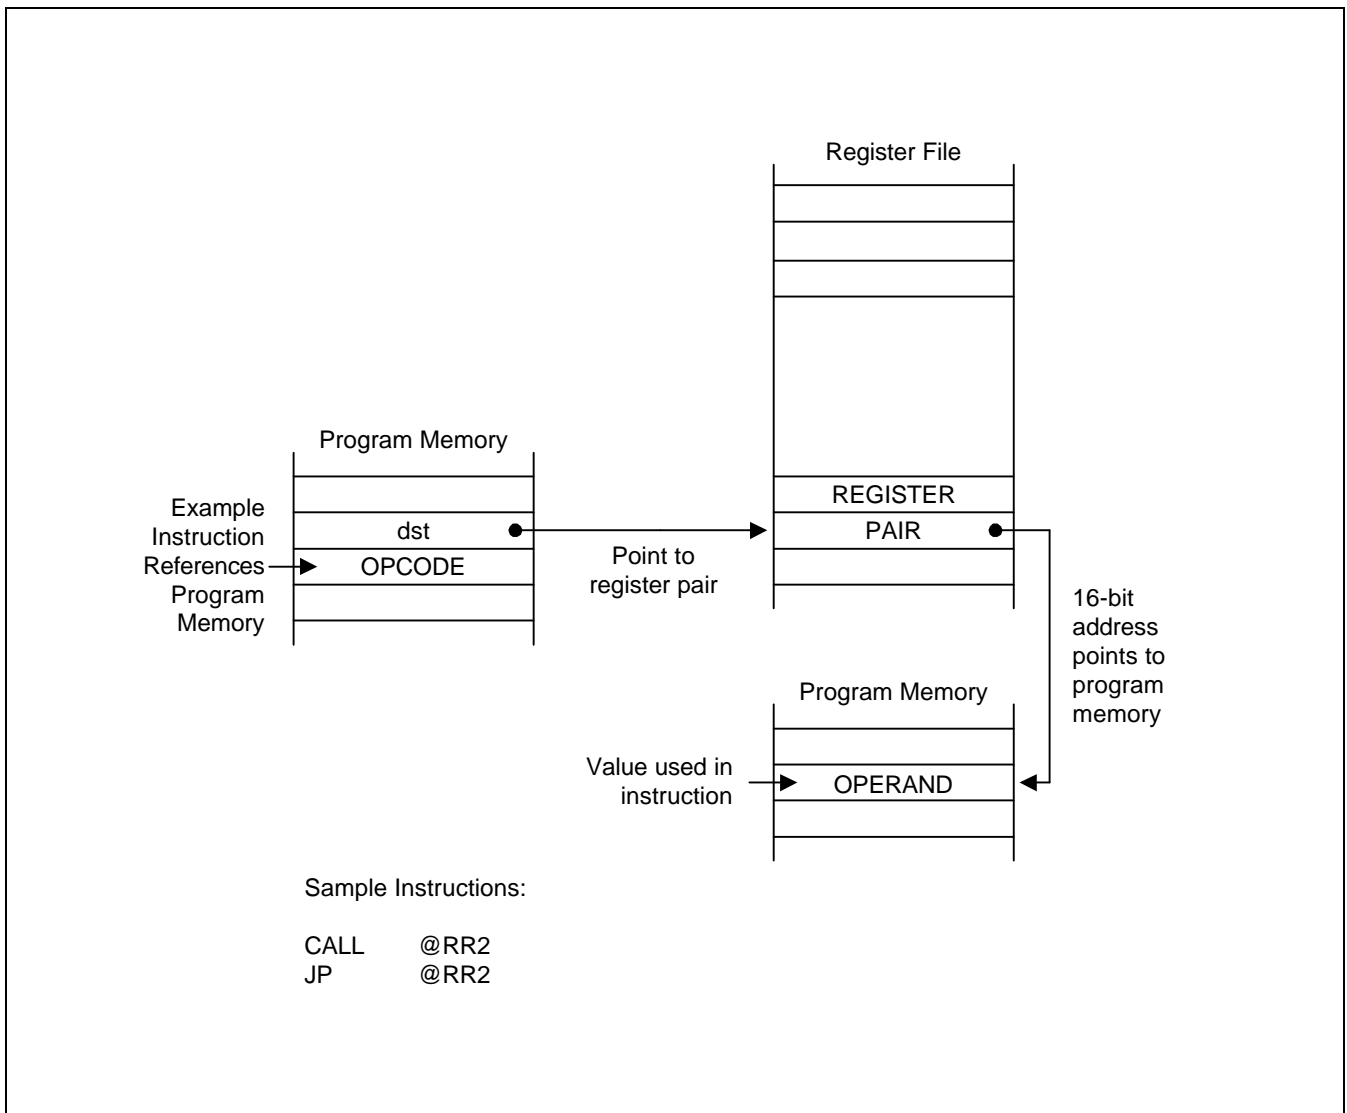 Register File
Program Memory
REGISTER
Example
Instruction
References
Program
Memory
dst
OPCODE
Point to
register pair
PAIR
16-bit
address
points to
program
memory
Program Memory
Value used in
instruction
OPERAND
Sample Instructions:
CALL @RR2
JP @RR2